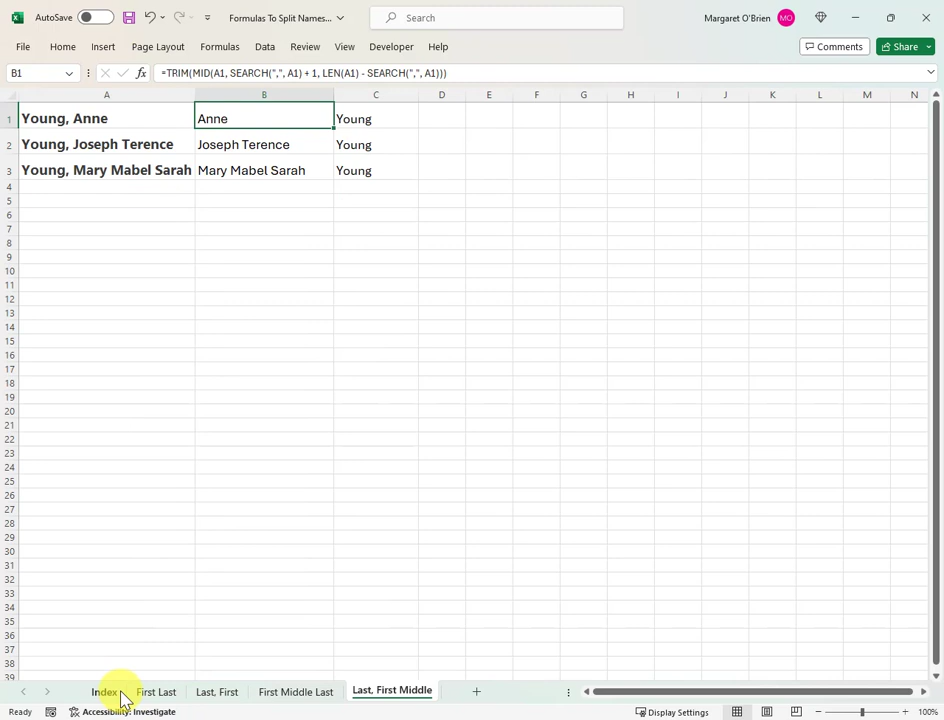 AutoSave
Formulas To Split Names...
Search
Margaret O'Brien
MO
File Home Insert Page Layout Formulas Data Review View Developer Help
Comments
Share
B1
fx
=TRIM(MID(A1, SEARCH(",", A1) + 1, LEN(A1) - SEARCH(",", A1)))
A B C D E F G H I J K L M N
1 Young, Anne Anne Young
2 Young, Joseph Terence Joseph Terence Young
3 Young, Mary Mabel Sarah Mary Mabel Sarah Young
4
5
6
7
8
9
10
11
12
13
14
15
16
17
18
19
20
21
22
23
24
25
26
27
28
29
30
31
32
33
34
35
36
37
38
39
Index First Last Last, First First Middle Last Last, First Middle
Ready
Accessibility: Investigate
Display Settings
100%